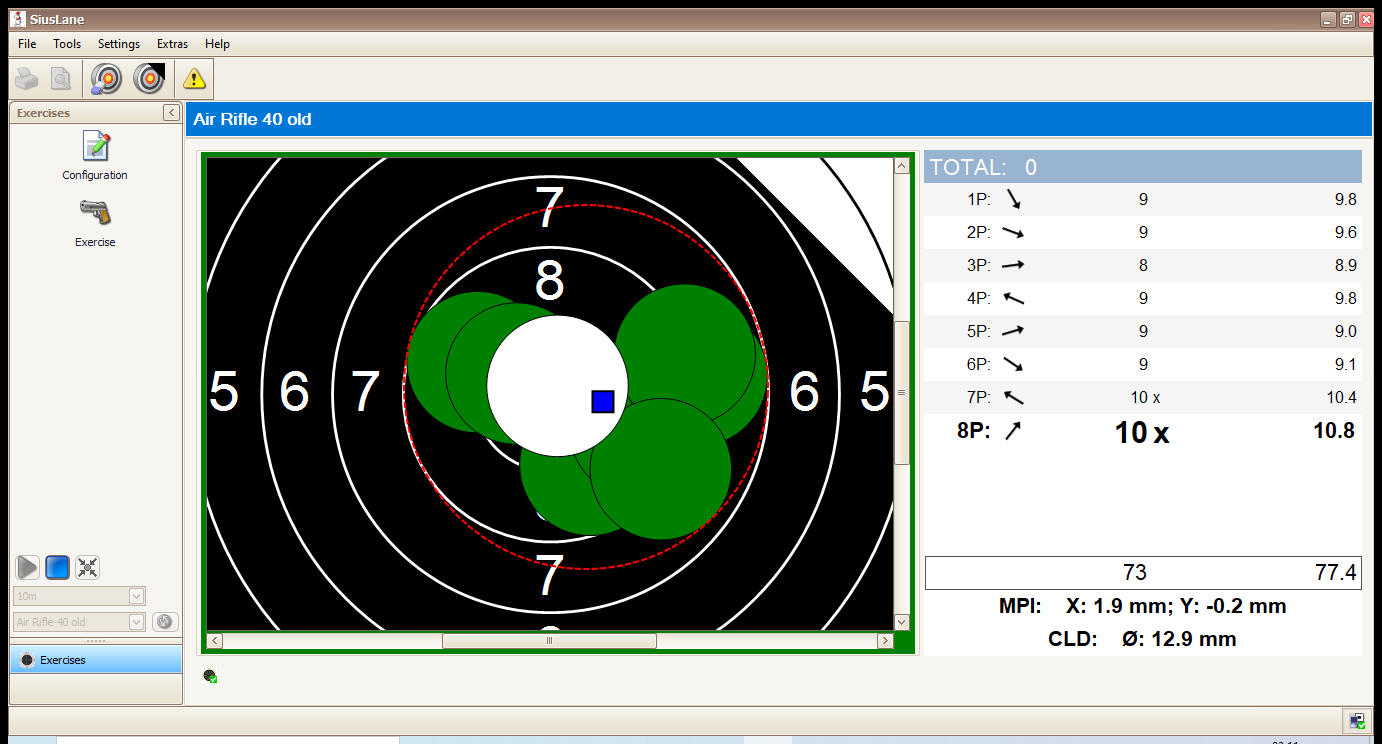 SiusLane
File Tools Settings Extras Help
Exercises
Configuration
Exercise
10m
Air Rifle 40 old
Exercises
Air Rifle 40 old
7
8
5 6 7 6 5
7
TOTAL: 0
1P: 9 9.8
2P: 9 9.6
3P: 8 8.9
4P: 9 9.8
5P: 9 9.0
6P: 9 9.1
7P: 10 x 10.4
8P: 10 x 10.8
73 77.4
MPI: X: 1.9 mm; Y: -0.2 mm
CLD: Ø: 12.9 mm